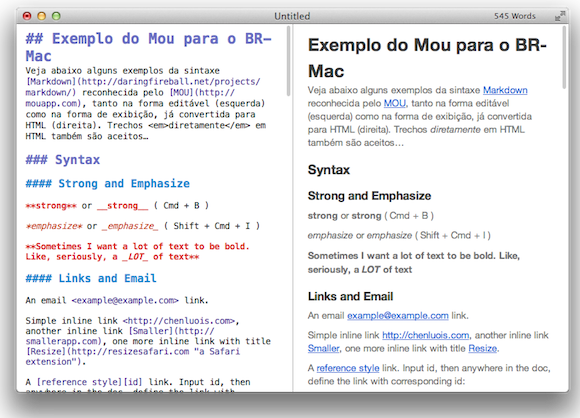 Untitled
545 Words
## Exemplo do Mou para o BR-
Mac
Veja abaixo alguns exemplos da sintaxe
[Markdown](http://daringfireball.net/projects/
markdown/) reconhecida pelo [MOU](http://
mouapp.com), tanto na forma editável (esquerda)
como na forma de exibição, já convertida para
HTML (direita). Trechos <em>diretamente</em> em
HTML também são aceitos…
### Syntax
#### Strong and Emphasize
**strong** or __strong__ ( Cmd + B )
*emphasize* or _emphasize_ ( Shift + Cmd + I )
**Sometimes I want a lot of text to be bold.
Like, seriously, a _LOT_ of text**
#### Links and Email
An email <example@example.com> link.
Simple inline link <http://chenluois.com>,
another inline link [Smaller](http://
smallerapp.com), one more inline link with title
[Resize](http://resizesafari.com "a Safari
extension").
A [reference style][id] link. Input id, then
anywhere in the doc, define the link with
Exemplo do Mou para o BR-
Mac
Veja abaixo alguns exemplos da sintaxe Markdown
reconhecida pelo MOU, tanto na forma editável
(esquerda) como na forma de exibição, já convertida para
HTML (direita). Trechos diretamente em HTML
também são aceitos…
Syntax
Strong and Emphasize
strong or strong ( Cmd + B )
emphasize or emphasize ( Shift + Cmd + I )
Sometimes I want a lot of text to be bold. Like,
seriously, a LOT of text
Links and Email
An email example@example.com link.
Simple inline link http://chenluois.com, another inline link
Smaller, one more inline link with title Resize.
A reference style link. Input id, then anywhere in the doc,
define the link with corresponding id: